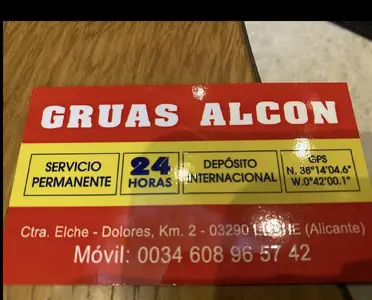 GRUAS ALCON
SERVICIO
PERMANENTE
24
HORAS
DEPÓSITO
INTERNACIONAL
GPS
N. 38°14'04.6"
W.0°42'00.1"
Ctra. Elche - Dolores, Km. 2 - 03290 (Alicante)
Móvil: 0034 608 96 57 42